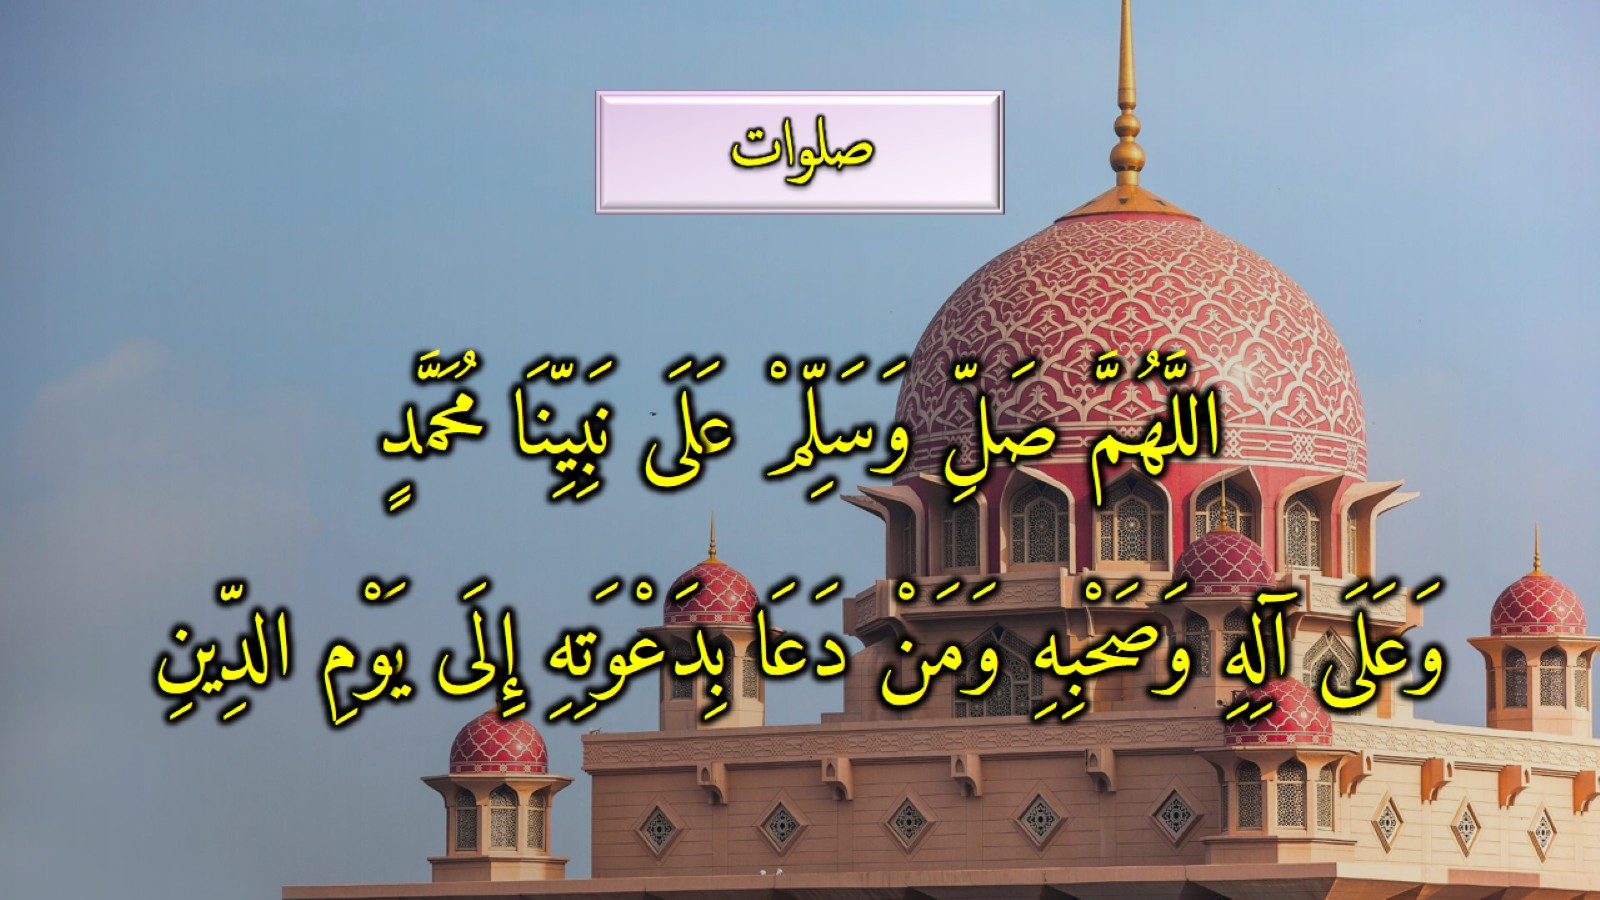 صلوات
اللَّهُمَّ صَلِّ وَسَلِّمْ عَلَى نَبِيِّنَا مُحَمَّدٍ
وَعَلَى آلِهِ وَصَحْبِهِ وَمَنْ دَعَا بِدَعْوَتِهِ إِلَى يَوْمِ الدِّينِ